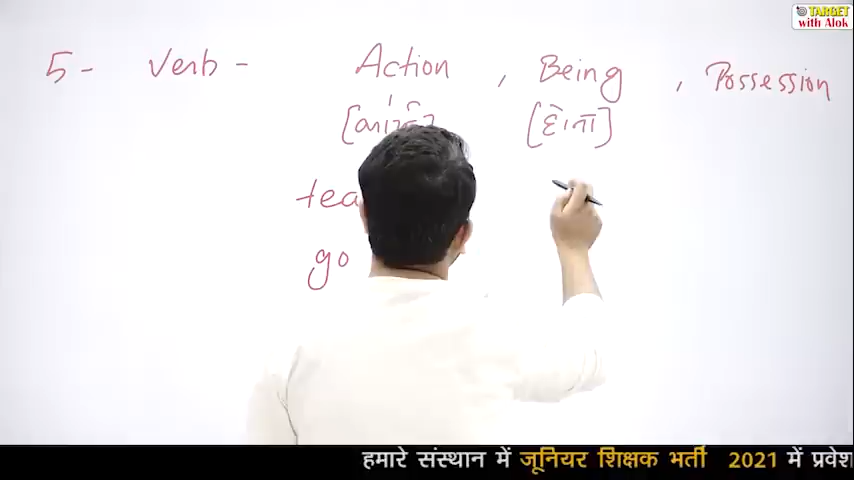 TARGET
with Alok
5- Verb - Action , Being , Possession
[होना]
go
हमारे संस्थान में जूनियर शिक्षक भर्ती 2021 में प्रवेश